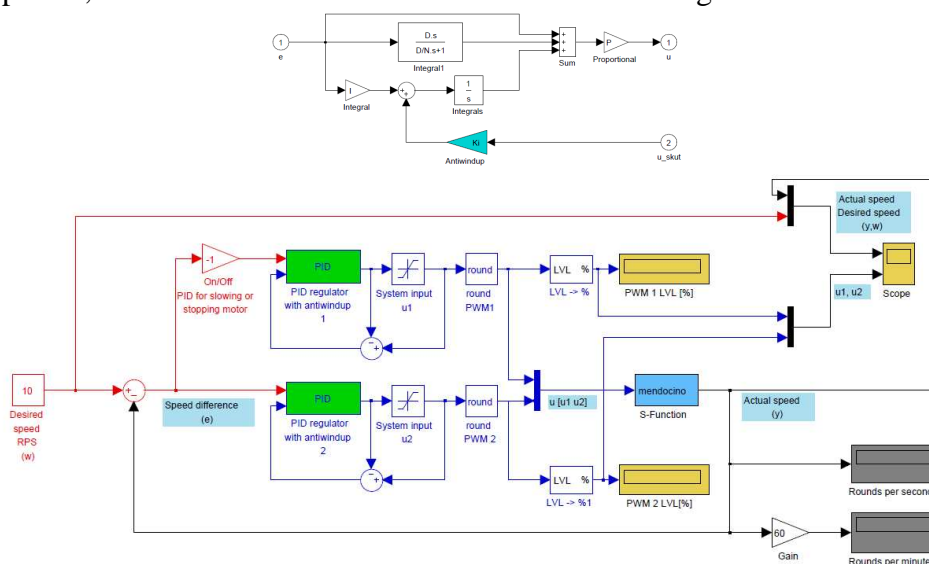 1
e
D.s
D/N.s+1
Integral1
+
+
+
Sum
P
Proportional
1
u
I
Integral
+
+
1
s
Integrals
Ki
Antiwindup
2
u_skut
Actual speed
Desired speed
(y,w)
-1
On/Off
PID for slowing or
stopping motor
PID
PID regulator
with antiwindup
1
System input
u1
round
round
PWM1
LVL %
LVL -> %
PWM 1 LVL [%]
u1, u2
Scope
10
Desired
speed
RPS
(w)
+
−
Speed difference
(e)
−
+
PID
PID regulator
with antiwindup
2
System input
u2
round
round
PWM 2
u [u1 u2]
mendocino
S-Function
Actual speed
(y)
−
+
LVL %
LVL -> %1
PWM 2 LVL[%]
Rounds per second
60
Gain
Rounds per minute